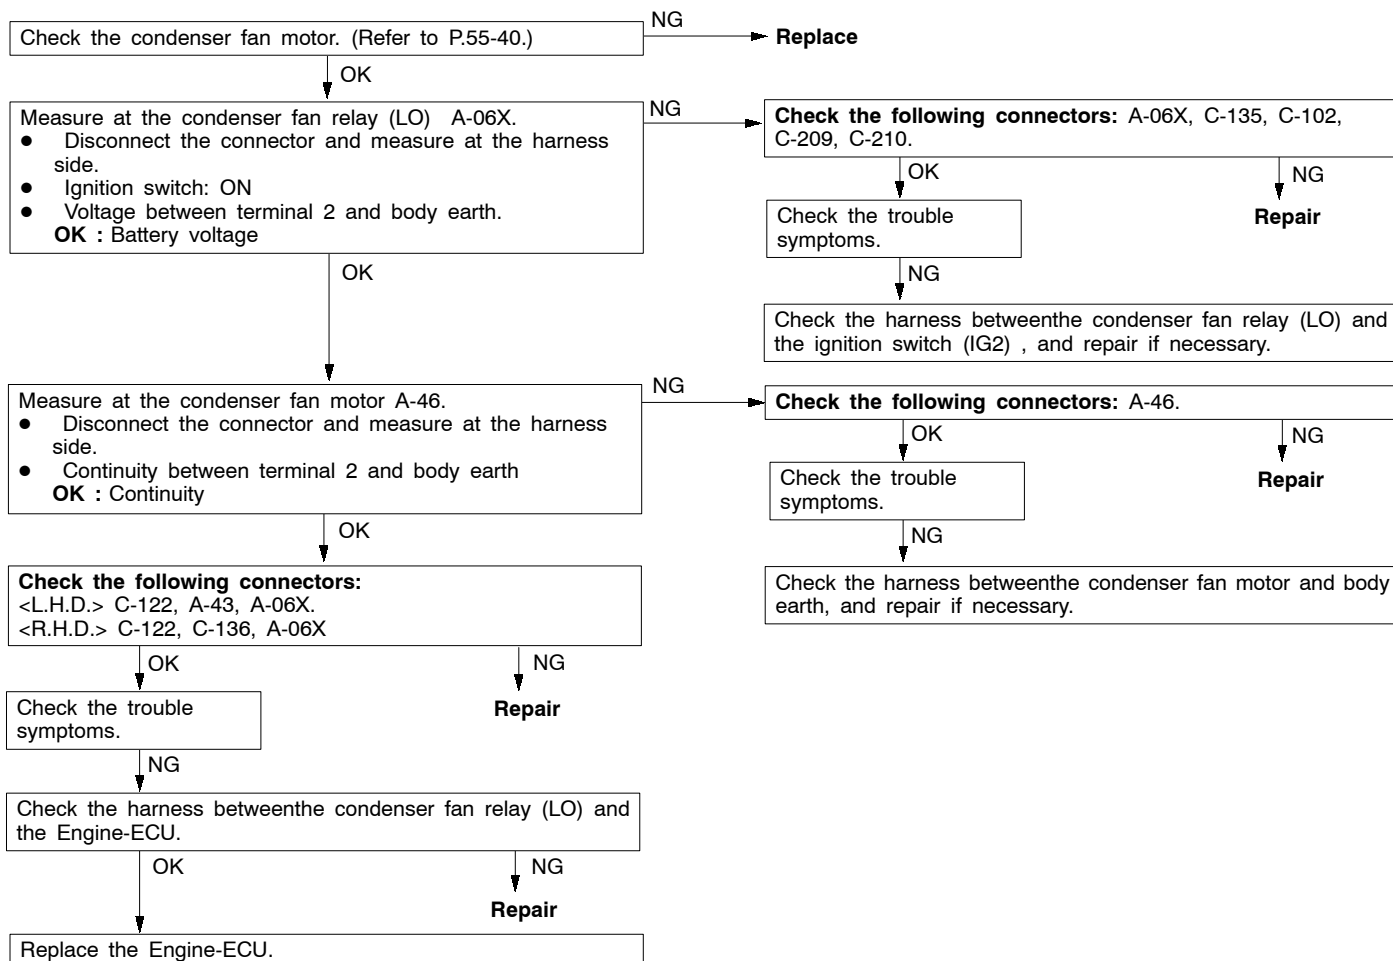 Check the condenser fan motor. (Refer to P.55-40.)
NG
Replace
OK
Measure at the condenser fan relay (LO) A-06X.
● Disconnect the connector and measure at the harness
side.
● Ignition switch: ON
● Voltage between terminal 2 and body earth.
OK : Battery voltage
NG
Check the following connectors: A-06X, C-135, C-102,
C-209, C-210.
OK
NG
Check the trouble
symptoms.
Repair
NG
Check the harness betweenthe condenser fan relay (LO) and
the ignition switch (IG2) , and repair if necessary.
OK
Measure at the condenser fan motor A-46.
● Disconnect the connector and measure at the harness
side.
● Continuity between terminal 2 and body earth
OK : Continuity
NG
Check the following connectors: A-46.
OK
NG
Check the trouble
symptoms.
Repair
NG
Check the harness betweenthe condenser fan motor and body
earth, and repair if necessary.
OK
Check the following connectors:
<L.H.D.> C-122, A-43, A-06X.
<R.H.D.> C-122, C-136, A-06X
OK
NG
Check the trouble
symptoms.
Repair
NG
Check the harness betweenthe condenser fan relay (LO) and
the Engine-ECU.
OK
NG
Repair
Replace the Engine-ECU.